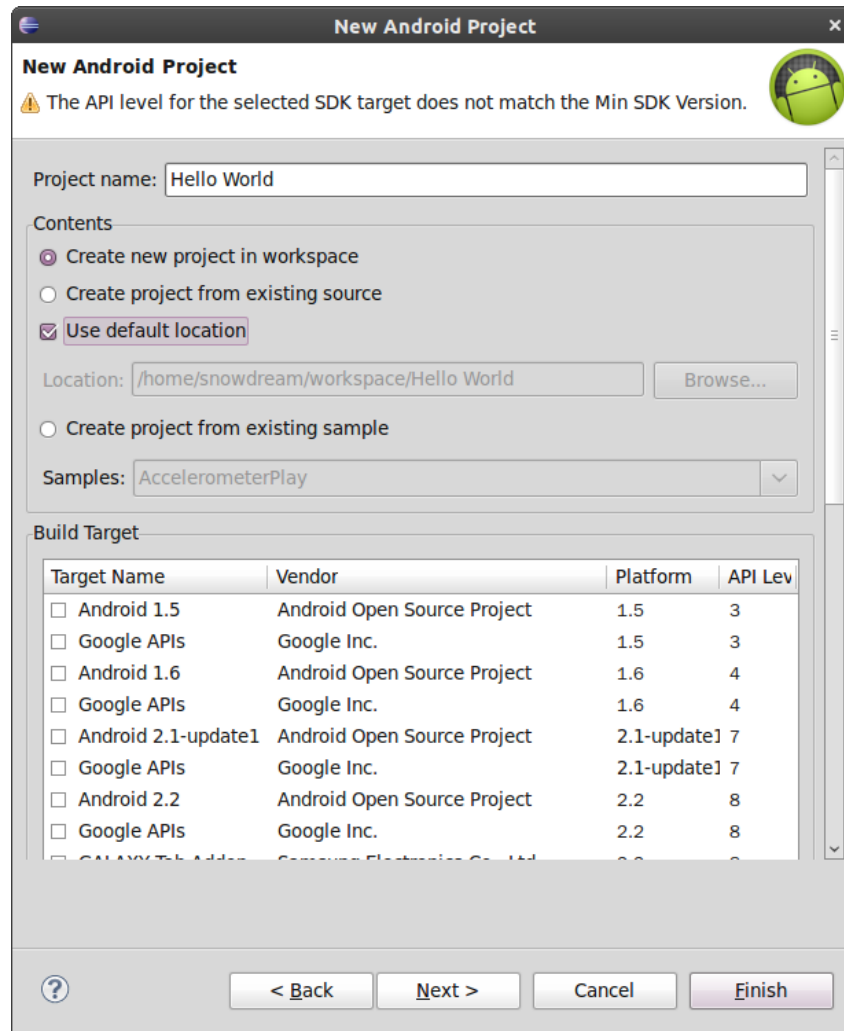 New Android Project
New Android Project
The API level for the selected SDK target does not match the Min SDK Version.
Project name: Hello World
Contents
Create new project in workspace
Create project from existing source
Use default location
Location: /home/snowdream/workspace/Hello World Browse...
Create project from existing sample
Samples: AccelerometerPlay
Build Target
Target Name Vendor Platform API Lev
Android 1.5 Android Open Source Project 1.5 3
Google APIs Google Inc. 1.5 3
Android 1.6 Android Open Source Project 1.6 4
Google APIs Google Inc. 1.6 4
Android 2.1-update1 Android Open Source Project 2.1-update1 7
Google APIs Google Inc. 2.1-update1 7
Android 2.2 Android Open Source Project 2.2 8
Google APIs Google Inc. 2.2 8
< Back Next > Cancel Finish